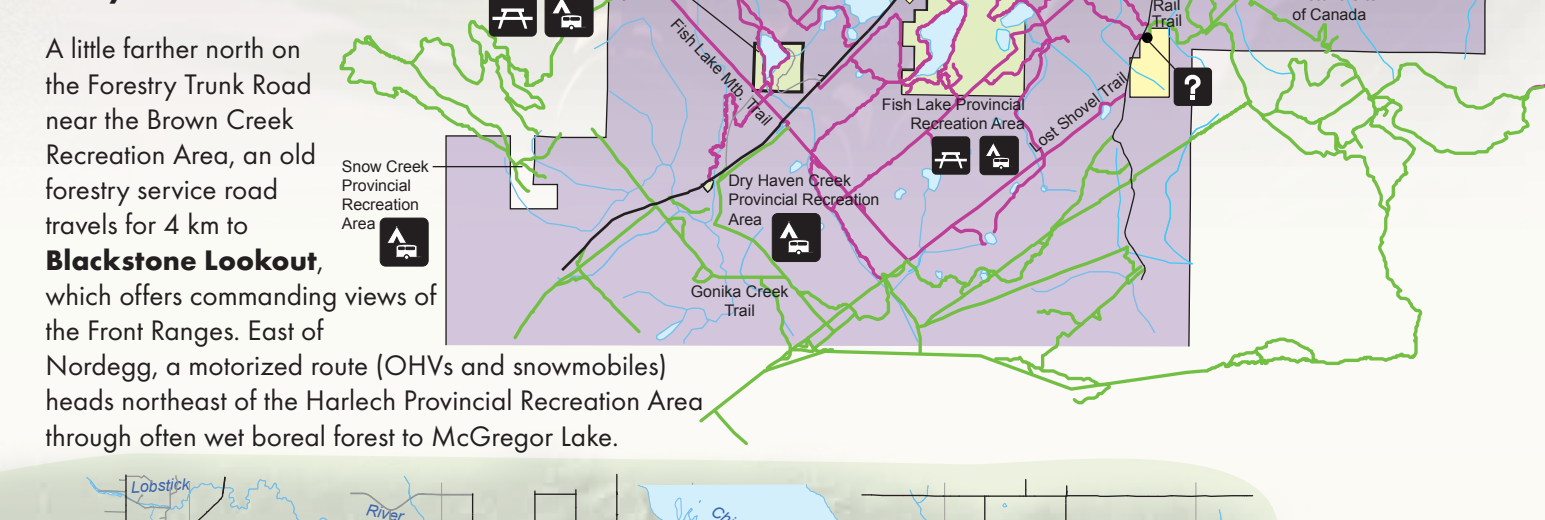 A little farther north on
the Forestry Trunk Road
near the Brown Creek
Recreation Area, an old
forestry service road
travels for 4 km to
Blackstone Lookout,
which offers commanding views of
the Front Ranges. East of
Nordegg, a motorized route (OHVs and snowmobiles)
heads northeast of the Harlech Provincial Recreation Area
through often wet boreal forest to McGregor Lake.
Rail
Trail
of Canada
Fish Lake Mtb. Trail
?
Fish Lake Provincial
Recreation Area
Lost Shovel Trail
Snow Creek
Provincial
Recreation
Area
Dry Haven Creek
Provincial Recreation
Area
Gonika Creek
Trail
Lobstick
River